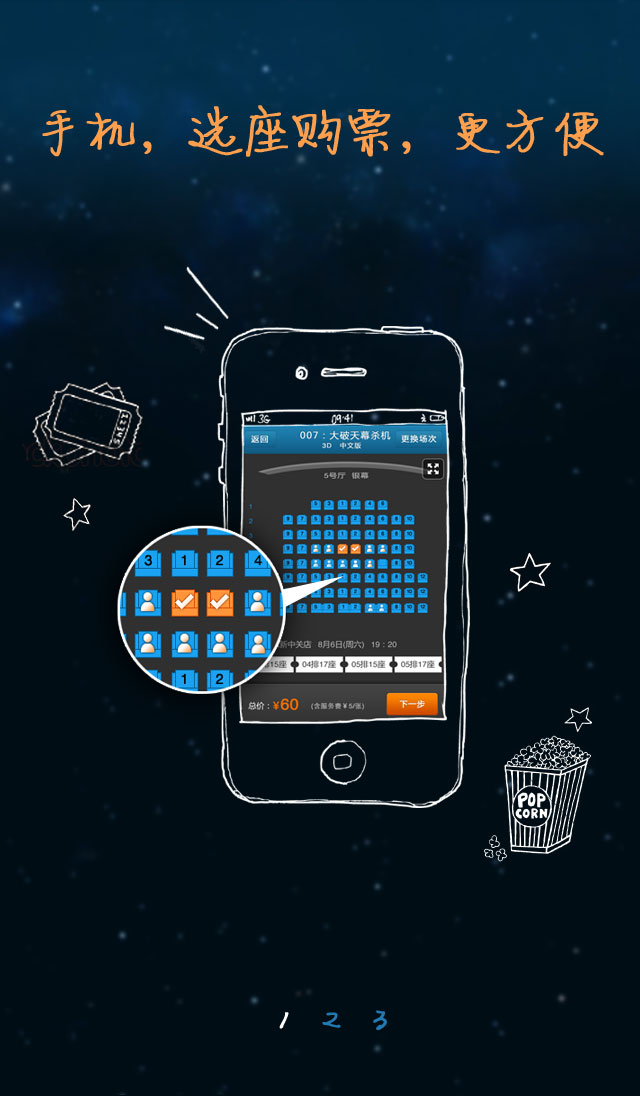 手机，选座购票，更方便
3G 09:41
返回 007：大破天幕杀机 更换场次
3D 中文版
5号厅 银幕
1
2
3 1 2 4
1 2
新中关店 8月6日(周六) 19：20
15座 04排17座 05排15座 05排17座
总价：¥60 (含服务费¥5/张) 下一步
POP
CORN
1 2 3